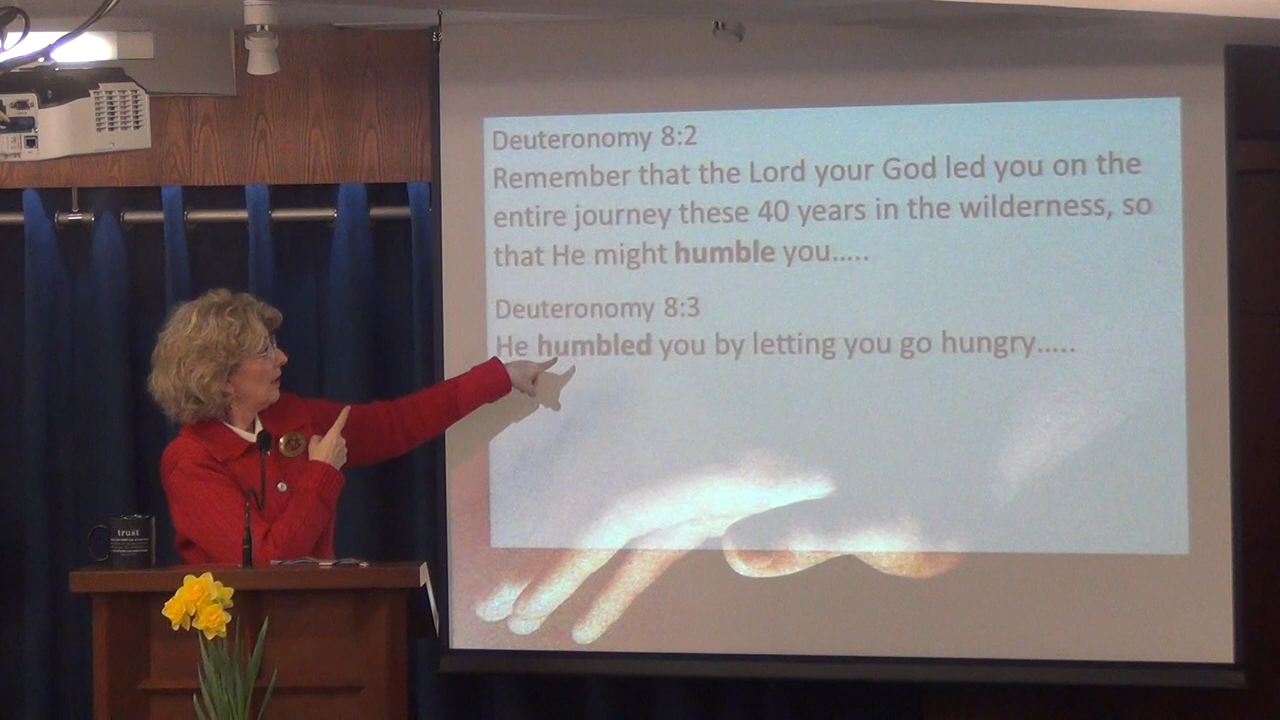 Deuteronomy 8:2
Remember that the Lord your God led you on the
entire journey these 40 years in the wilderness, so
that He might humble you.....
Deuteronomy 8:3
He humbled you by letting you go hungry.....
trust